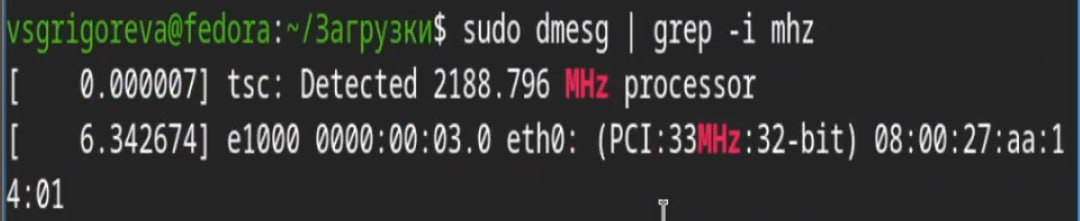 vsgrigoreva@fedora:~/Загрузки$ sudo dmesg | grep -i mhz
[    0.000007] tsc: Detected 2188.796 MHz processor
[    6.342674] e1000 0000:00:03.0 eth0: (PCI:33MHz:32-bit) 08:00:27:aa:1
4:01